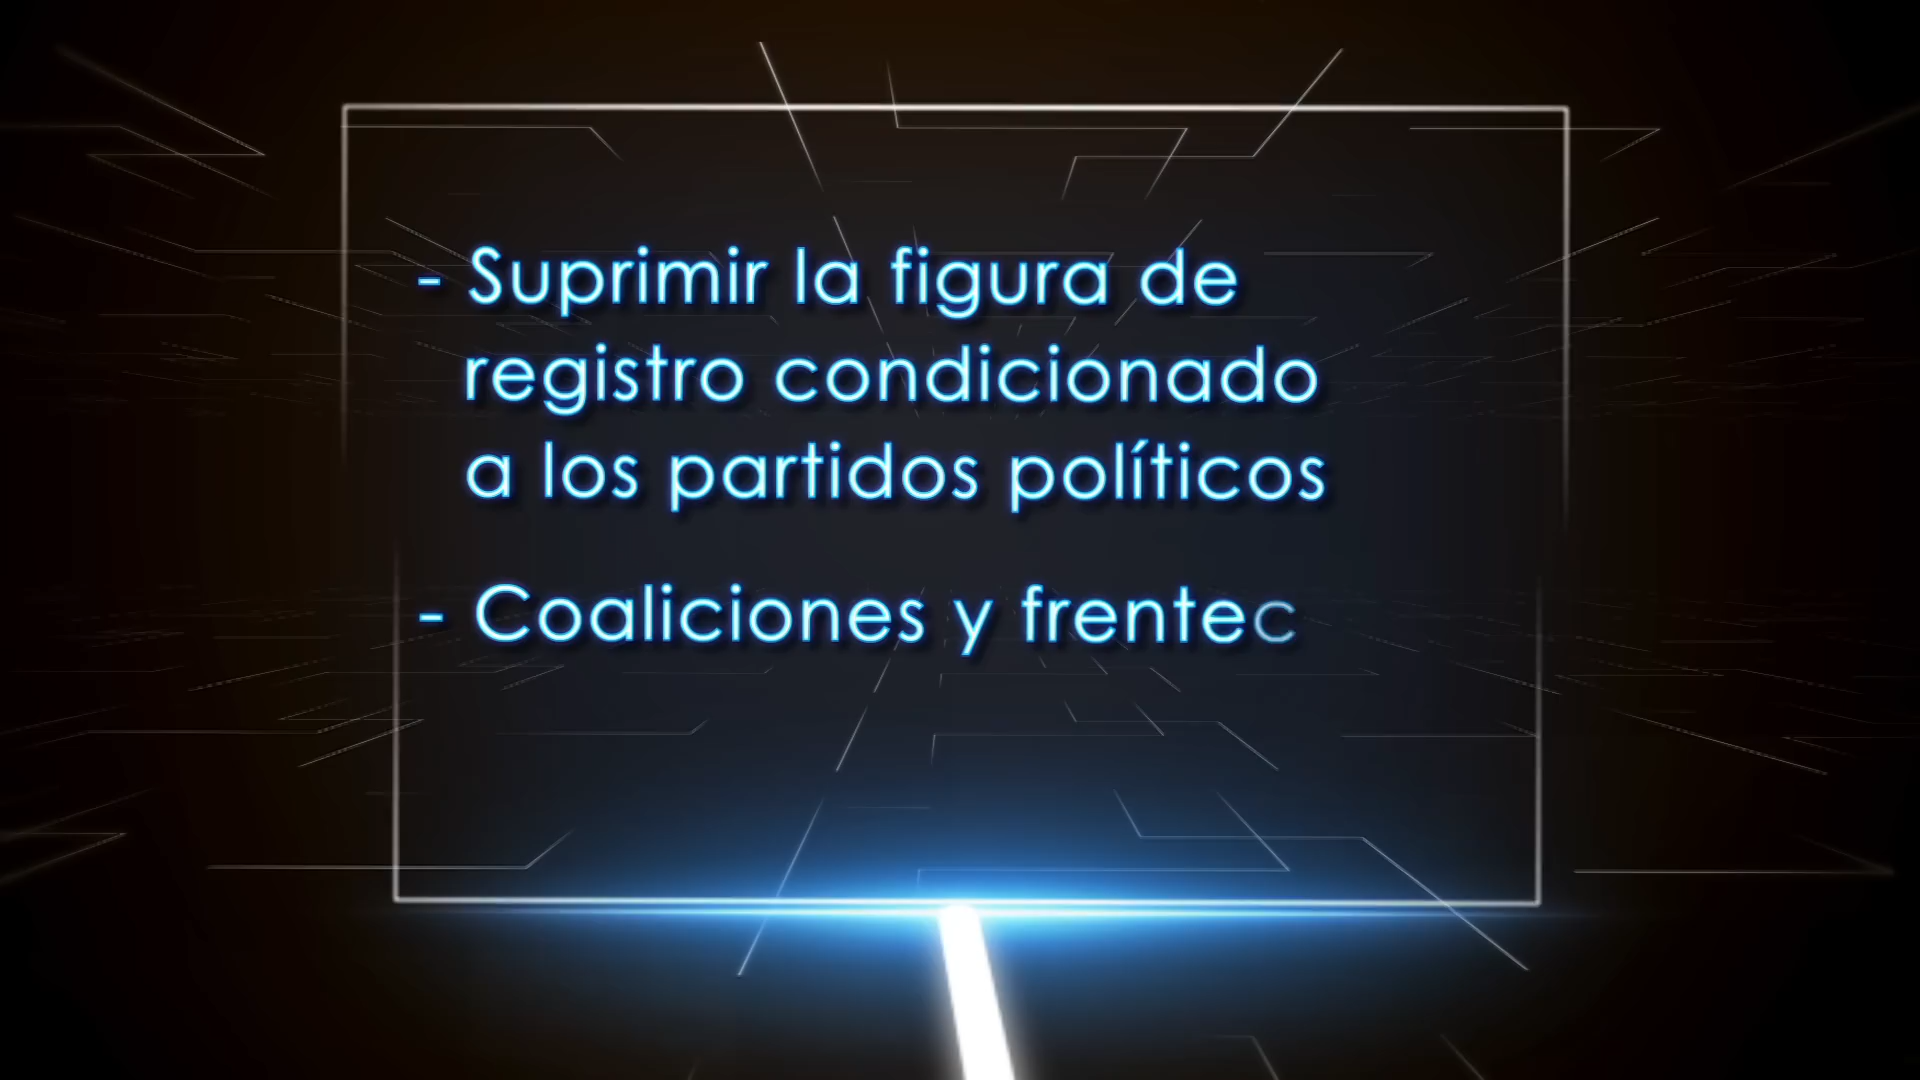 - Suprimir la figura de
registro condicionado
a los partidos políticos
- Coaliciones y frentec